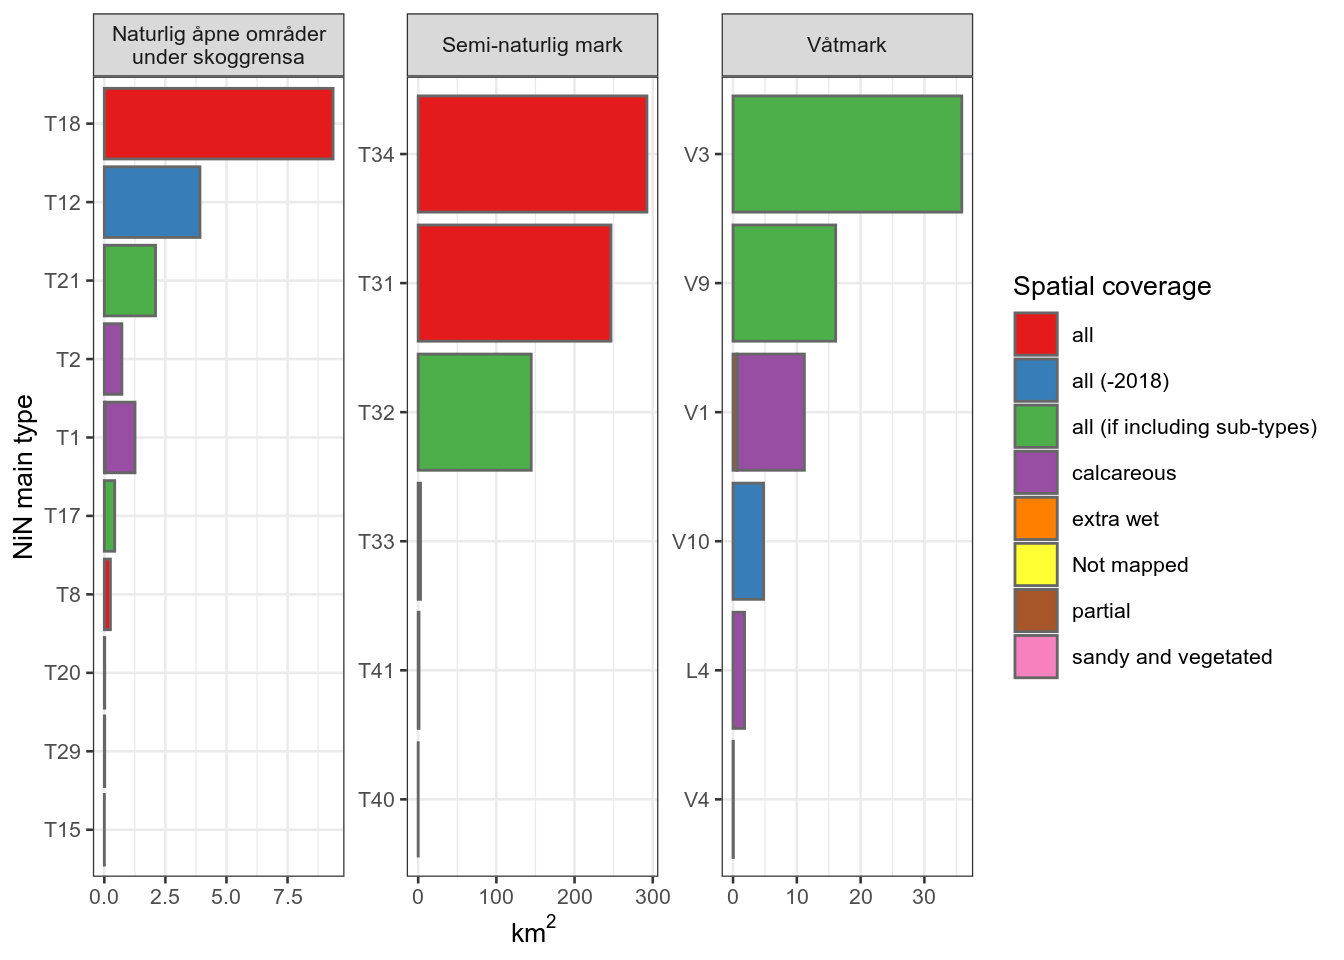 Naturlig åpne områder
under skoggrensa
Semi-naturlig mark
Våtmark
NiN main type
T18
T12
T21
T2
T1
T17
T8
T20
T29
T15
0.0
2.5
5.0
7.5
T34
T31
T32
T33
T41
T40
0
100
200
300
V3
V9
V1
V10
L4
V4
0
10
20
30
km²
Spatial coverage
all
all (-2018)
all (if including sub-types)
calcareous
extra wet
Not mapped
partial
sandy and vegetated